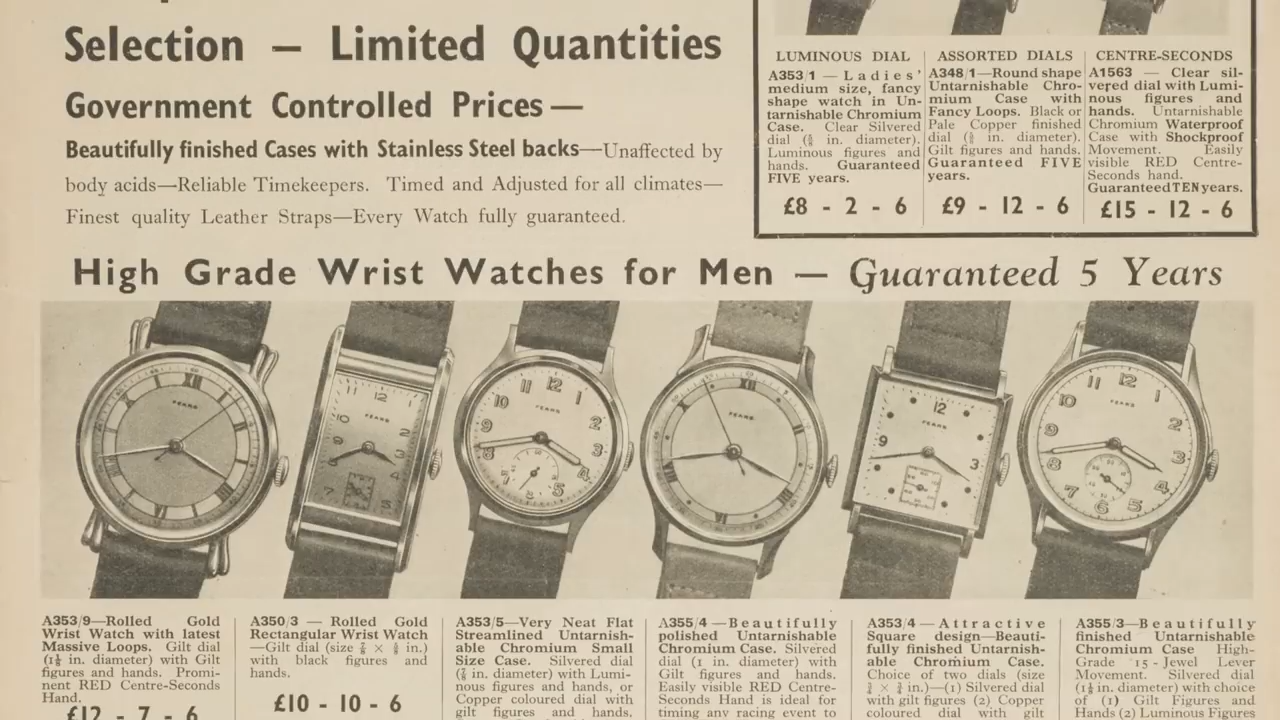 Selection – Limited Quantities
Government Controlled Prices —
Beautifully finished Cases with Stainless Steel backs—Unaffected by
body acids—Reliable Timekeepers. Timed and Adjusted for all climates—
Finest quality Leather Straps—Every Watch fully guaranteed.
LUMINOUS DIAL
A353/1 — Ladies'
medium size, fancy
shape watch in Un-
tarnishable Chromium
Case. Clear Silvered
dial ( in. diameter).
Luminous figures and
hands. Guaranteed
FIVE years.
£8 - 2 - 6
ASSORTED DIALS
A348/1—Round shape
Untarnishable Chro-
mium Case with
Fancy Loops. Black or
Pale Copper finished
dial ( in. diameter).
Gilt figures and hands.
Guaranteed FIVE
years.
£9 - 12 - 6
CENTRE-SECONDS
A1563 — Clear sil-
vered dial with Lumi-
nous figures and
hands. Untarnishable
Chromium Waterproof
Case with Shockproof
Movement. Easily
visible RED Centre-
Seconds hand.
Guaranteed TEN years.
£15 - 12 - 6
High Grade Wrist Watches for Men — Guaranteed 5 Years
A353/9—Rolled Gold
Wrist Watch with latest
Massive Loops. Gilt dial
( in. diameter) with Gilt
figures and hands. Promi-
nent RED Centre-Seconds
Hand.
£12 - 7 - 6
A350/3 — Rolled Gold
Rectangular Wrist Watch
—Gilt dial (size × in.)
with black figures and
hands.
£10 - 10 - 6
A353/5—Very Neat Flat
Streamlined Untarnish-
able Chromium Small
Size Case. Silvered dial
( in. diameter) with Lumi-
nous figures and hands, or
Copper coloured dial with
gilt figures and hands.
A355/4—Beautifully
polished Untarnishable
Chromium Case. Silvered
dial (1 in. diameter) with
Gilt figures and hands.
Easily visible RED Centre-
Seconds Hand is ideal for
timing any racing event to
A353/4 — Attractive
Square design—Beauti-
fully finished Untarnish-
able Chromium Case.
Choice of two dials (size
× in.)—(1) Silvered dial
with gilt figures (2) Copper
coloured dial with gilt
A355/3—Beautifully
finished Untarnishable
Chromium Case High-
Grade 15-Jewel Lever
Movement. Silvered dial
( in. diameter) with choice
of (1) Gilt Figures and
Hands (2) Luminous Figures